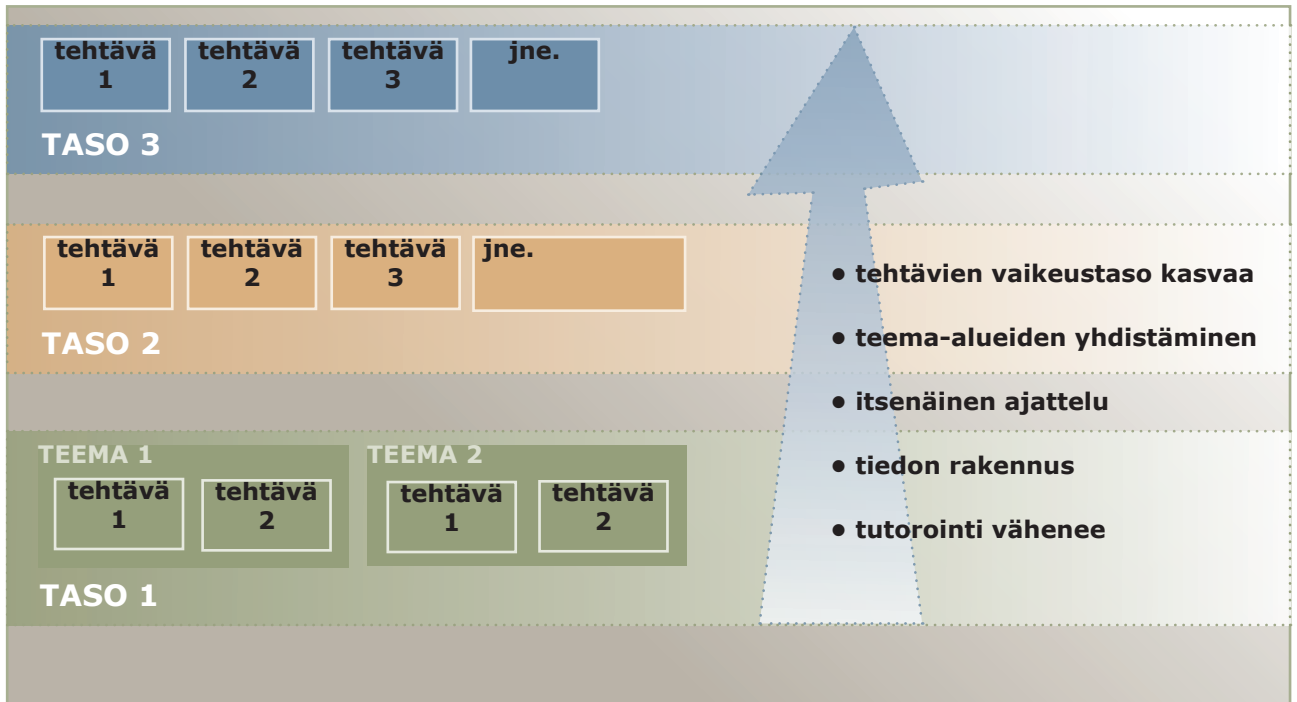 tehtävä tehtävä tehtävä jne.
1 2 3
TASO 3
tehtävä tehtävä tehtävä jne.
1 2 3
TASO 2
• tehtävien vaikeustaso kasvaa
• teema-alueiden yhdistäminen
• itsenäinen ajattelu
• tiedon rakennus
• tutorointi vähenee
TEEMA 1 TEEMA 2
tehtävä tehtävä tehtävä tehtävä
1 2 1 2
TASO 1